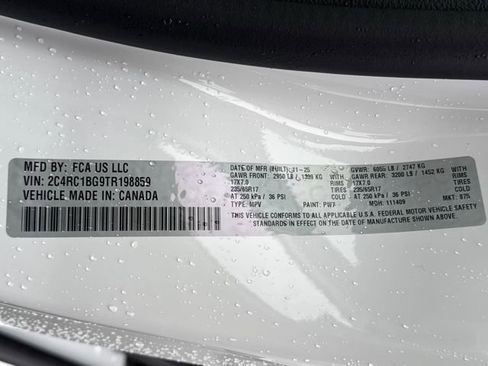 MFD BY: FCA US LLC
VIN: 2C4RC1BG9TR198859
VEHICLE MADE IN: CANADA
DATE OF MFR (BUILT): 11-25 GVWR: 6055 LB / 2747 KG
GAWR FRONT: 2950 LB / 1339 KG GAWR REAR: 3200 LB / 1452 KG
17X7.0 RIMS 17X7.0 RIMS
235/65R17 TIRES 235/65R17 TIRES
AT 250 kPa / 36 PSI COLD AT 250 kPa / 36 PSI COLD
THIS VEHICLE CONFORMS TO ALL APPLICABLE U.S.A. FEDERAL MOTOR VEHICLE SAFETY
STANDARDS IN EFFECT ON THE DATE OF MANUFACTURE SHOWN ABOVE.
TYPE: MPV PAINT: PW7 MDH: 111409 MKT: